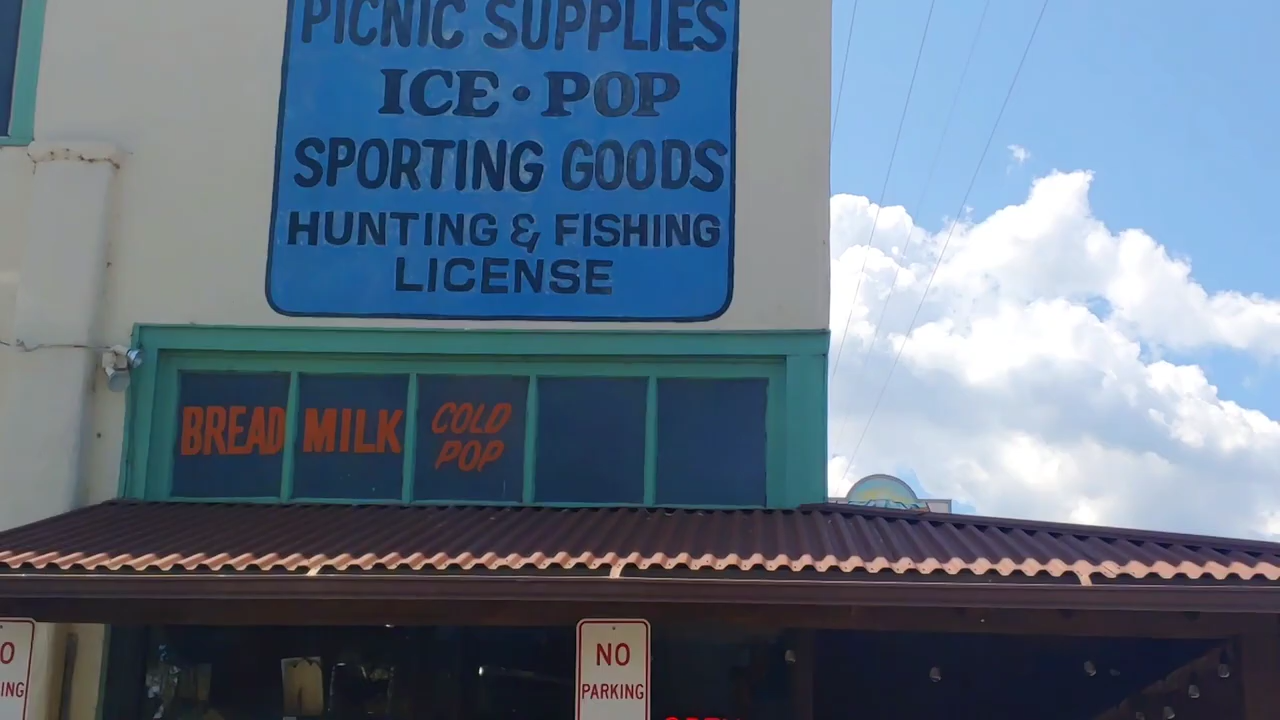 PICNIC SUPPLIES
ICE • POP
SPORTING GOODS
HUNTING & FISHING
LICENSE
BREAD MILK COLD
POP
NO
PARKING